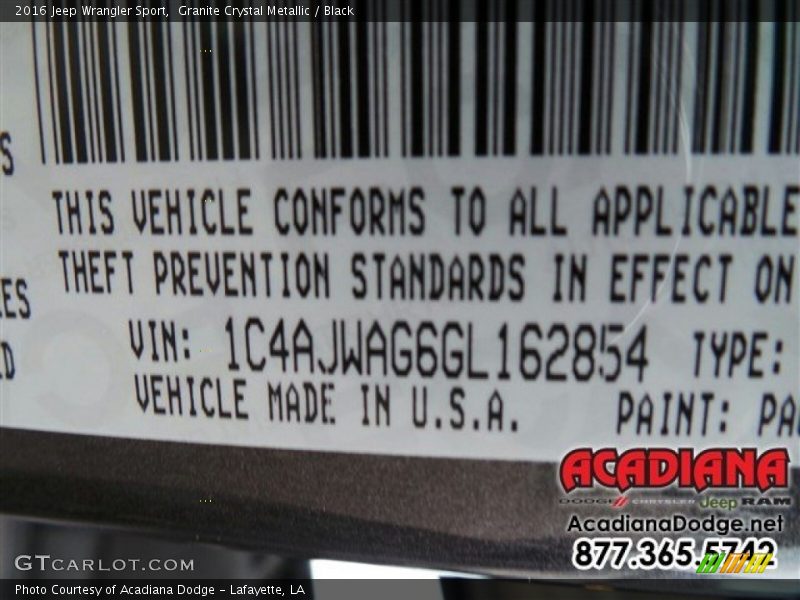 2016 Jeep Wrangler Sport,  Granite Crystal Metallic / Black
S
THIS VEHICLE CONFORMS TO ALL APPLICABLE
THEFT PREVENTION STANDARDS IN EFFECT ON
ES
VIN: 1C4AJWAG6GL162854 TYPE:
D
VEHICLE MADE IN U.S.A. PAINT: PA
ACADIANA
DODGE CHRYSLER Jeep RAM
AcadianaDodge.net
877.365.5742
GTCARLOT.COM
Photo Courtesy of Acadiana Dodge – Lafayette, LA